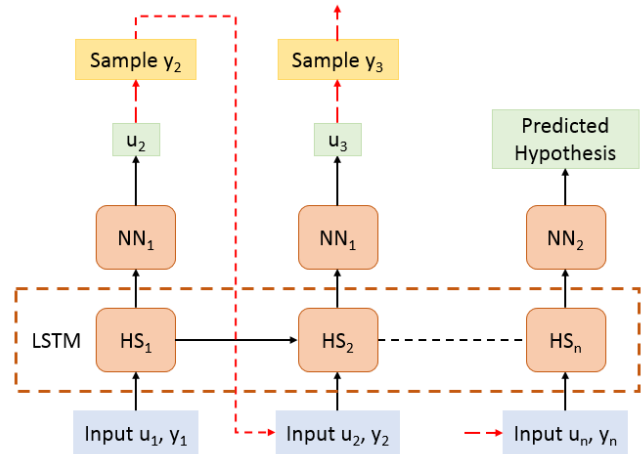 Sample y₂
Sample y₃
u₂
u₃
Predicted
Hypothesis
NN₁
NN₁
NN₂
LSTM
HS₁
HS₂
HSₙ
Input u₁, y₁
Input u₂, y₂
Input uₙ, yₙ